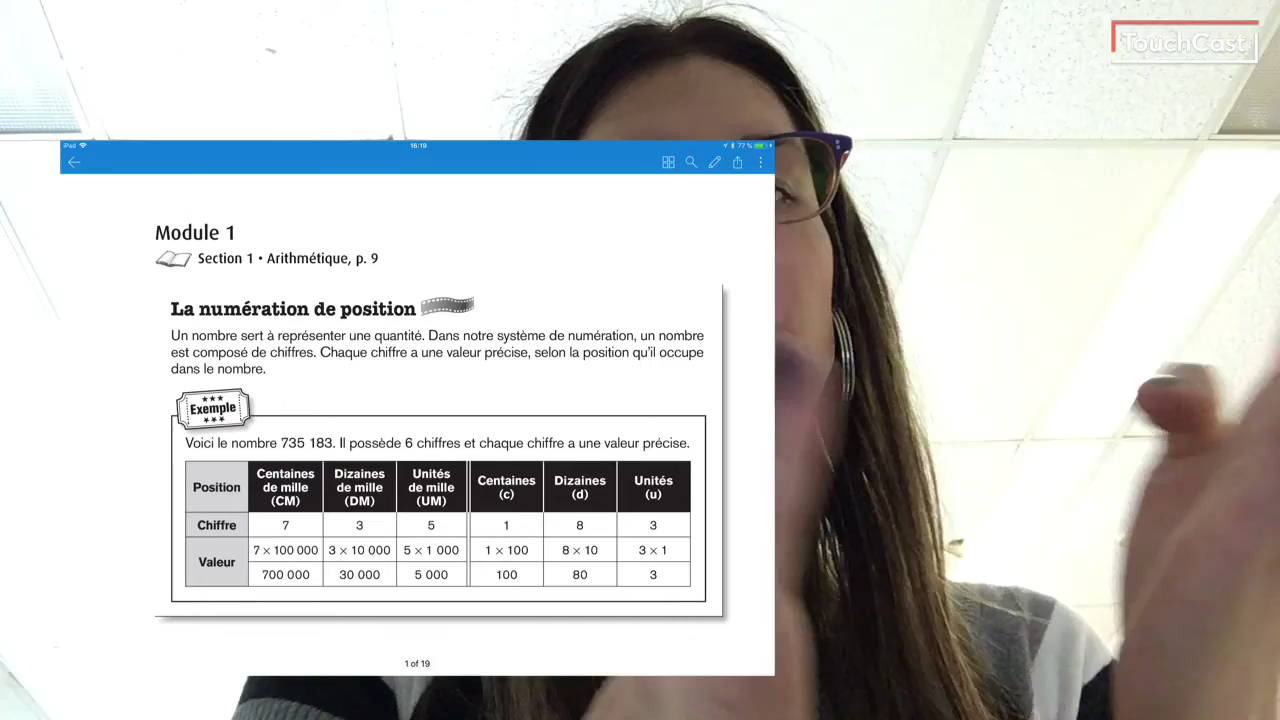 TouchCast
iPad 16:19 77 %
Module 1
Section 1 • Arithmétique, p. 9
La numération de position
Un nombre sert à représenter une quantité. Dans notre système de numération, un nombre
est composé de chiffres. Chaque chiffre a une valeur précise, selon la position qu'il occupe
dans le nombre.
Exemple
Voici le nombre 735 183. Il possède 6 chiffres et chaque chiffre a une valeur précise.
Position Centaines de mille (CM) Dizaines de mille (DM) Unités de mille (UM) Centaines (c) Dizaines (d) Unités (u)
Chiffre 7 3 5 1 8 3
Valeur 7 × 100 000 3 × 10 000 5 × 1 000 1 × 100 8 × 10 3 × 1
700 000 30 000 5 000 100 80 3
1 of 19